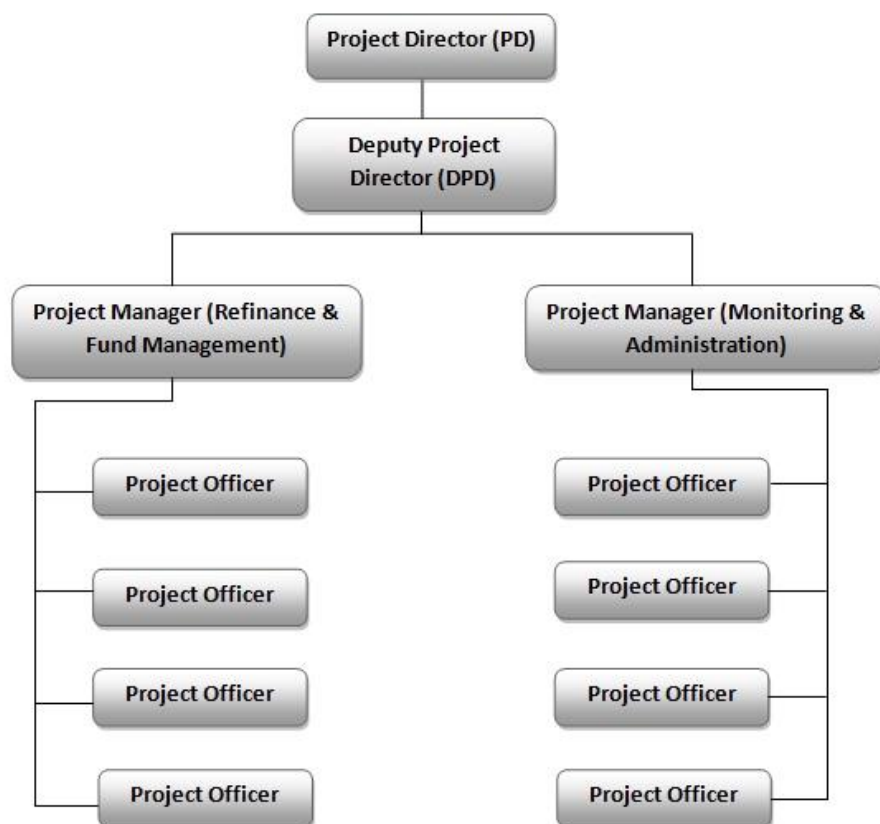 Project Director (PD)
Deputy Project
Director (DPD)
Project Manager (Refinance &
Fund Management)
Project Manager (Monitoring &
Administration)
Project Officer
Project Officer
Project Officer
Project Officer
Project Officer
Project Officer
Project Officer
Project Officer